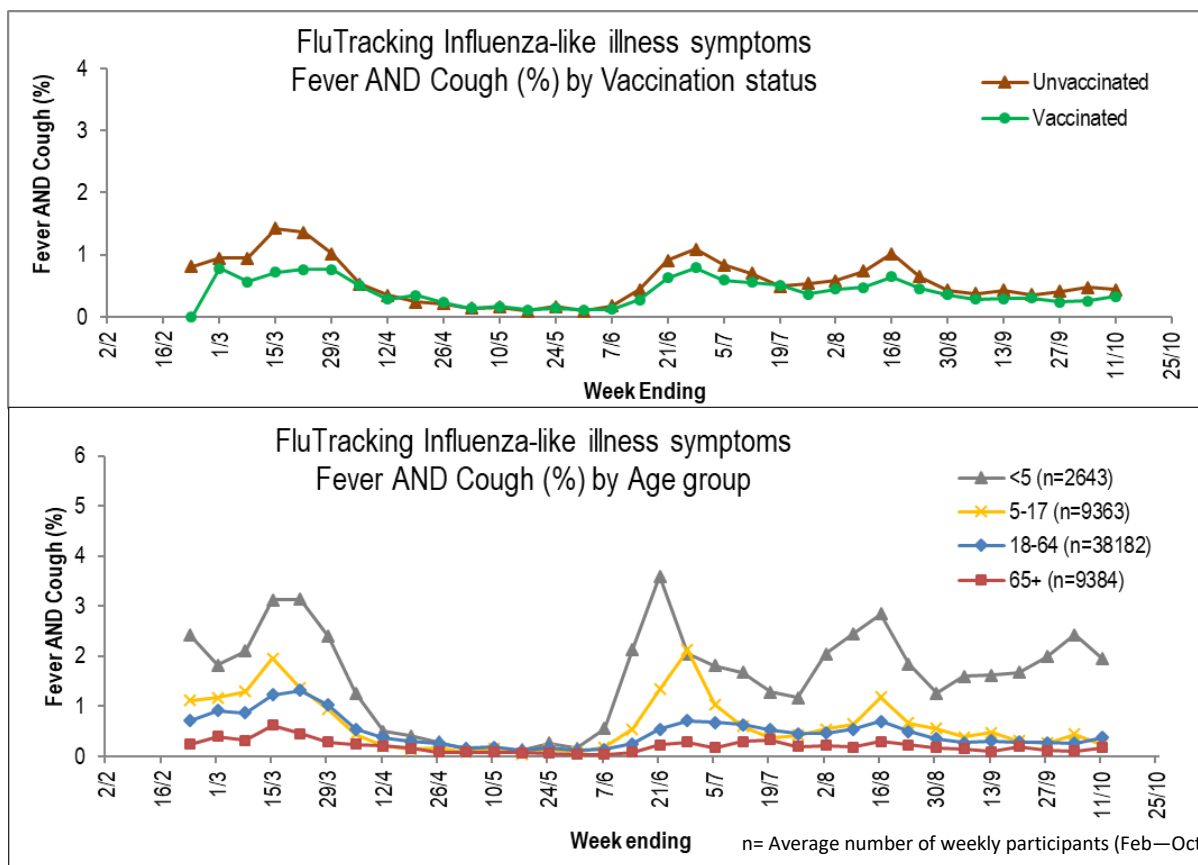 FluTracking Influenza-like illness symptoms
Fever AND Cough (%) by Vaccination status
Unvaccinated
Vaccinated
Fever AND Cough (%)
4
3
2
1
0
2/2 16/2 1/3 15/3 29/3 12/4 26/4 10/5 24/5 7/6 21/6 5/7 19/7 2/8 16/8 30/8 13/9 27/9 11/10 25/10
Week Ending
FluTracking Influenza-like illness symptoms
Fever AND Cough (%) by Age group
<5 (n=2643)
5-17 (n=9363)
18-64 (n=38182)
65+ (n=9384)
Fever AND Cough (%)
6
5
4
3
2
1
0
2/2 16/2 1/3 15/3 29/3 12/4 26/4 10/5 24/5 7/6 21/6 5/7 19/7 2/8 16/8 30/8 13/9 27/9 11/10 25/10
Week ending
n= Average number of weekly participants (Feb—Oct